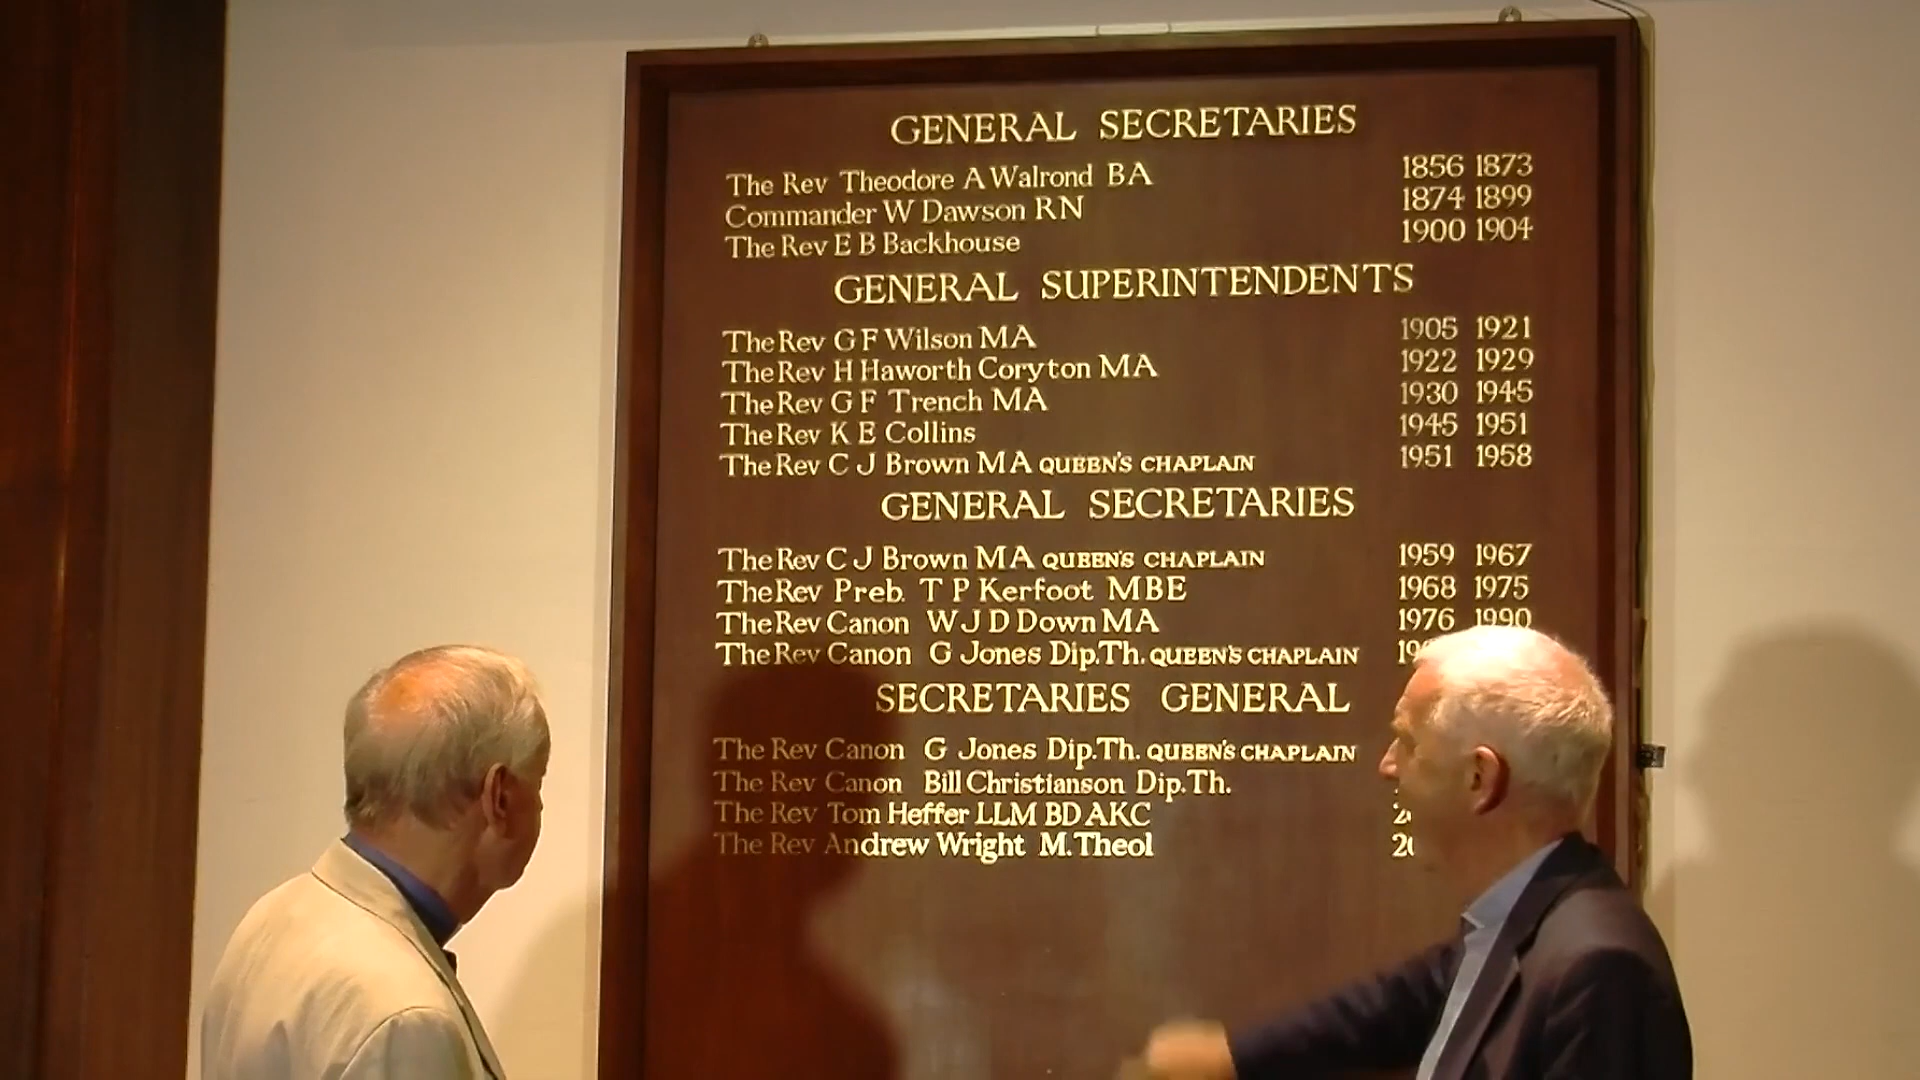 GENERAL SECRETARIES
The Rev Theodore A Walrond BA 1856 1873
Commander W Dawson RN 1874 1899
The Rev E B Backhouse 1900 1904
GENERAL SUPERINTENDENTS
The Rev G F Wilson MA 1905 1921
The Rev H Haworth Coryton MA 1922 1929
The Rev G F Trench MA 1930 1945
The Rev K E Collins 1945 1951
The Rev C J Brown MA QUEEN'S CHAPLAIN 1951 1958
GENERAL SECRETARIES
The Rev C J Brown MA QUEEN'S CHAPLAIN 1959 1967
The Rev Preb. T P Kerfoot MBE 1968 1975
The Rev Canon W J D Down MA 1976 1990
The Rev Canon G Jones Dip.Th. QUEEN'S CHAPLAIN
SECRETARIES GENERAL
The Rev Canon G Jones Dip.Th. QUEEN'S CHAPLAIN
The Rev Canon Bill Christianson Dip.Th.
The Rev Tom Heffer LLM BD AKC
The Rev Andrew Wright M.Theol